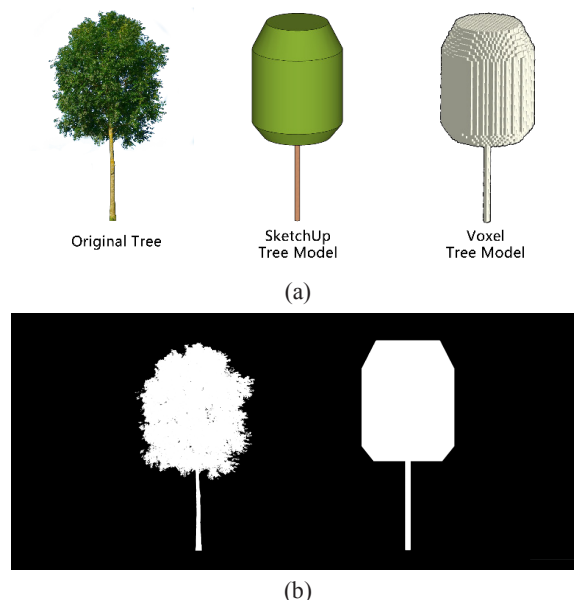 Original Tree
SketchUp
Tree Model
Voxel
Tree Model
(a)
(b)